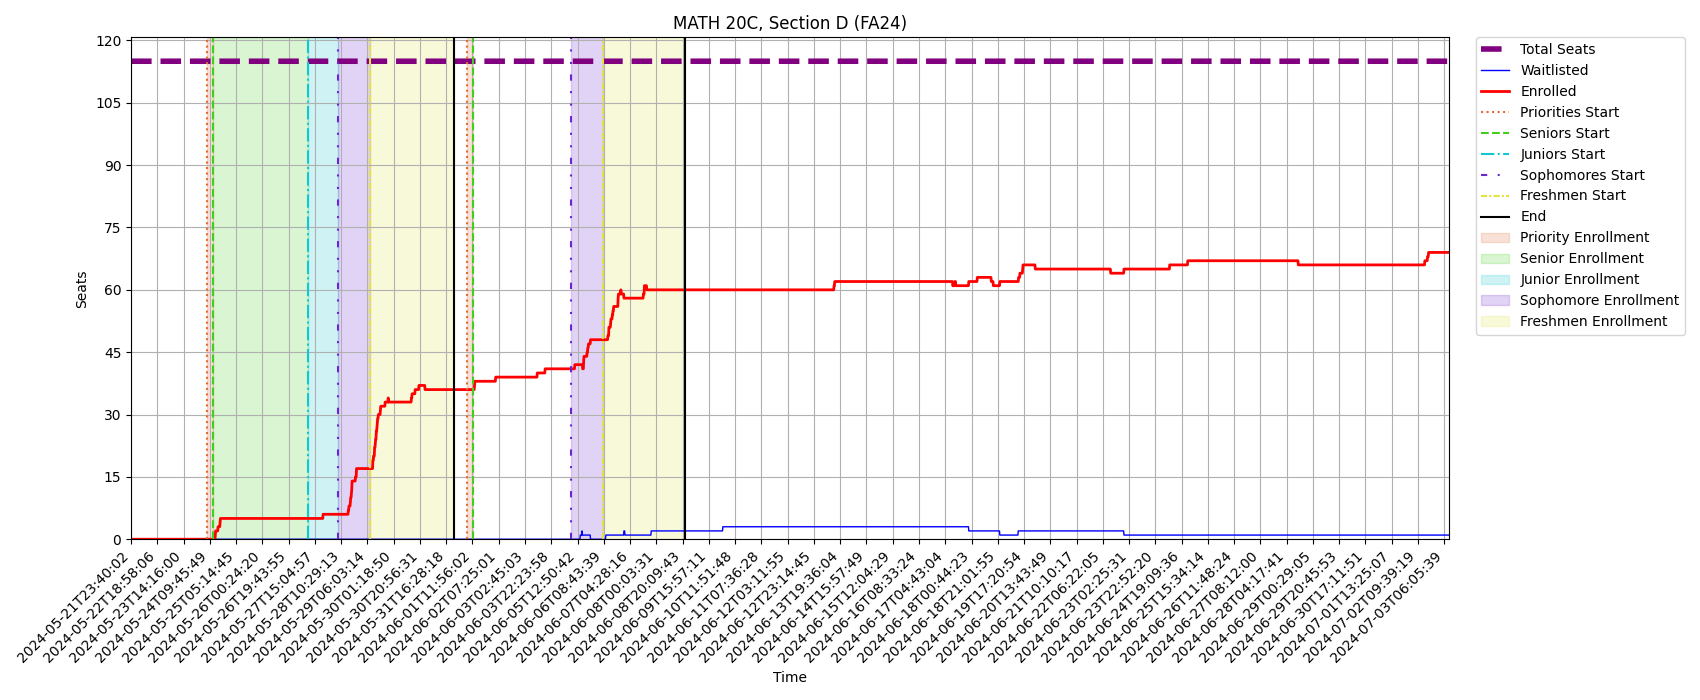 MATH 20C, Section D (FA24)
120
105
90
75
60
45
30
15
0
Seats
2024-05-21T23:40:02
2024-05-22T18:58:06
2024-05-23T14:16:00
2024-05-24T09:45:49
2024-05-25T05:14:45
2024-05-26T00:24:20
2024-05-26T19:43:55
2024-05-27T15:04:57
2024-05-28T10:29:13
2024-05-29T06:03:14
2024-05-30T01:18:50
2024-05-30T20:56:31
2024-05-31T16:28:18
2024-06-01T11:56:02
2024-06-02T07:25:01
2024-06-03T02:45:03
2024-06-03T22:23:58
2024-06-05T12:50:42
2024-06-06T08:43:39
2024-06-07T04:28:16
2024-06-08T00:03:31
2024-06-08T20:09:43
2024-06-09T15:57:11
2024-06-10T11:51:48
2024-06-11T07:36:28
2024-06-12T03:11:55
2024-06-12T23:14:45
2024-06-13T19:36:04
2024-06-14T15:57:49
2024-06-15T12:04:29
2024-06-16T08:33:24
2024-06-17T04:43:04
2024-06-18T00:44:23
2024-06-18T21:01:55
2024-06-19T17:20:54
2024-06-20T13:43:49
2024-06-21T10:10:17
2024-06-22T06:22:05
2024-06-23T02:25:31
2024-06-23T22:52:20
2024-06-24T19:09:36
2024-06-25T15:34:14
2024-06-26T11:48:24
2024-06-27T08:12:00
2024-06-28T04:17:41
2024-06-29T00:29:05
2024-06-29T20:45:53
2024-06-30T17:11:51
2024-07-01T13:25:07
2024-07-02T09:39:19
2024-07-03T06:05:39
Time
Total Seats
Waitlisted
Enrolled
Priorities Start
Seniors Start
Juniors Start
Sophomores Start
Freshmen Start
End
Priority Enrollment
Senior Enrollment
Junior Enrollment
Sophomore Enrollment
Freshmen Enrollment